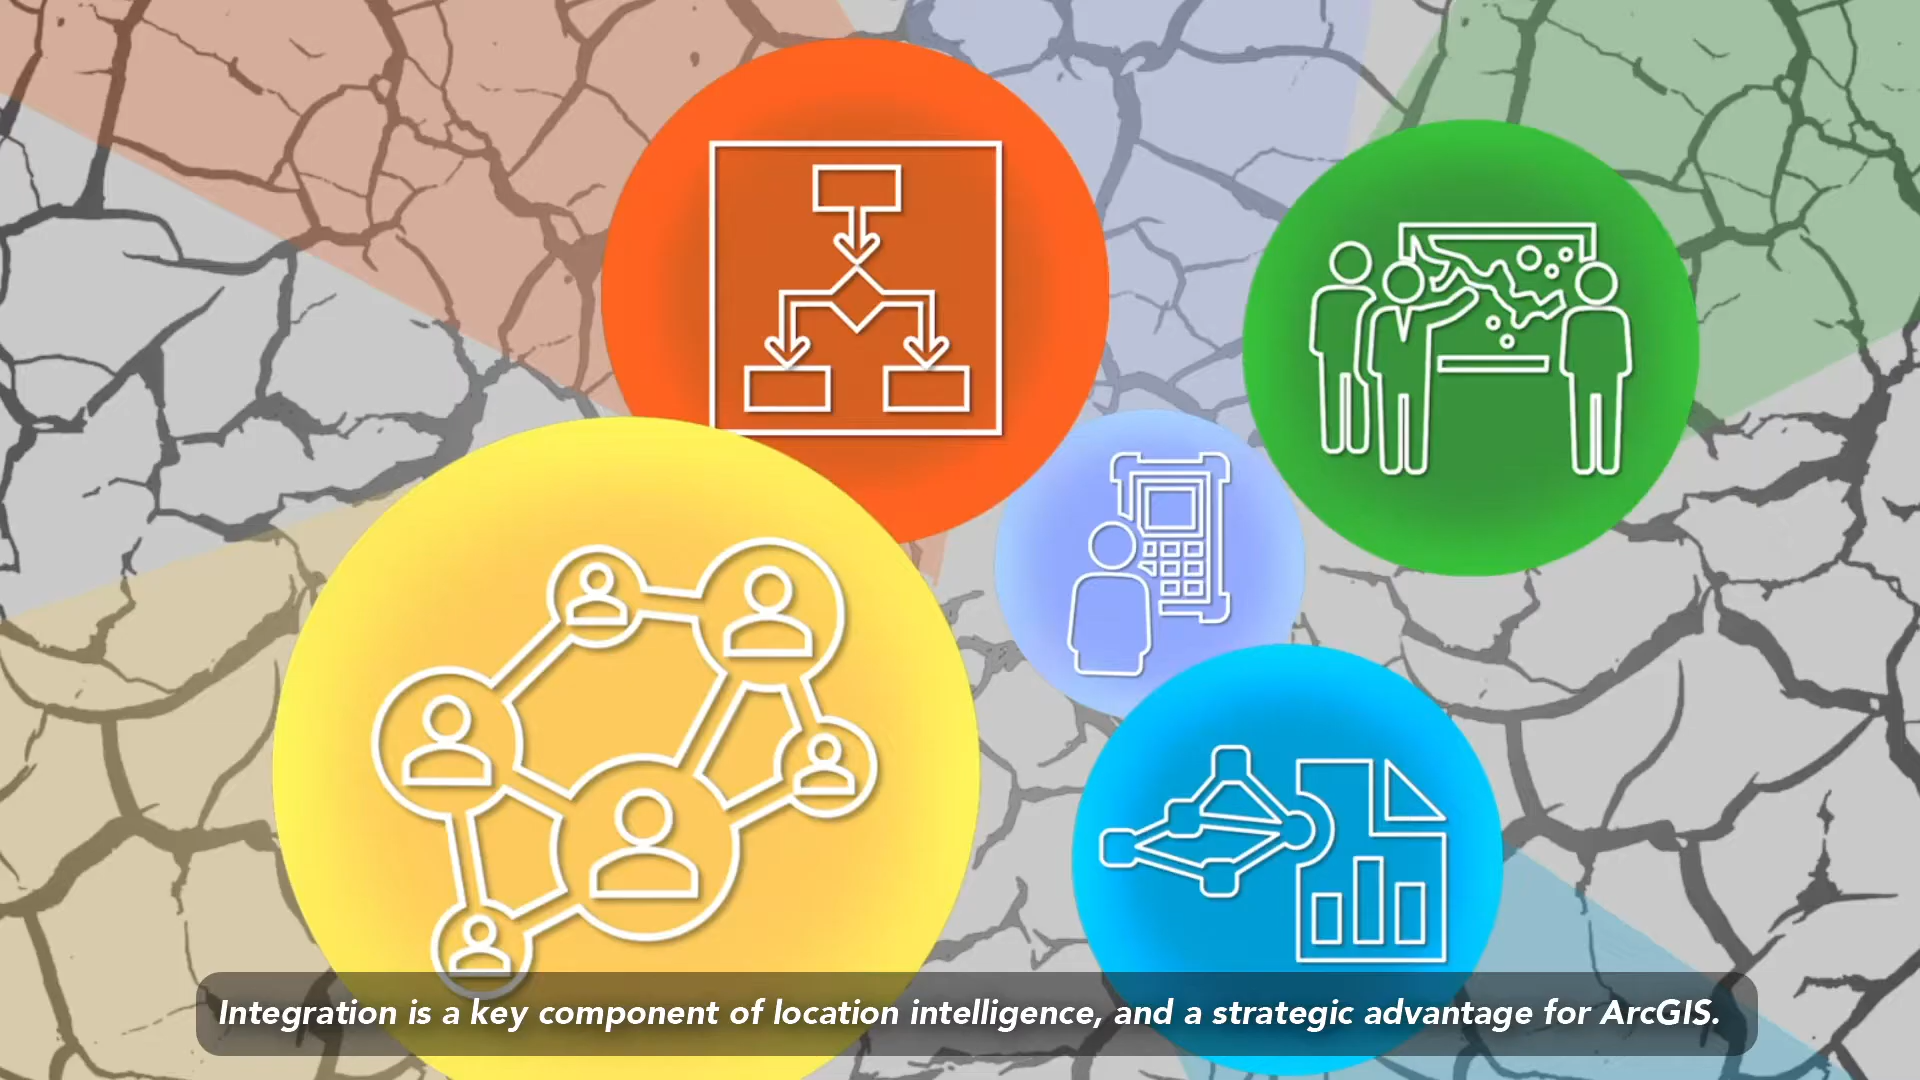 Integration is a key component of location intelligence, and a strategic advantage for ArcGIS.